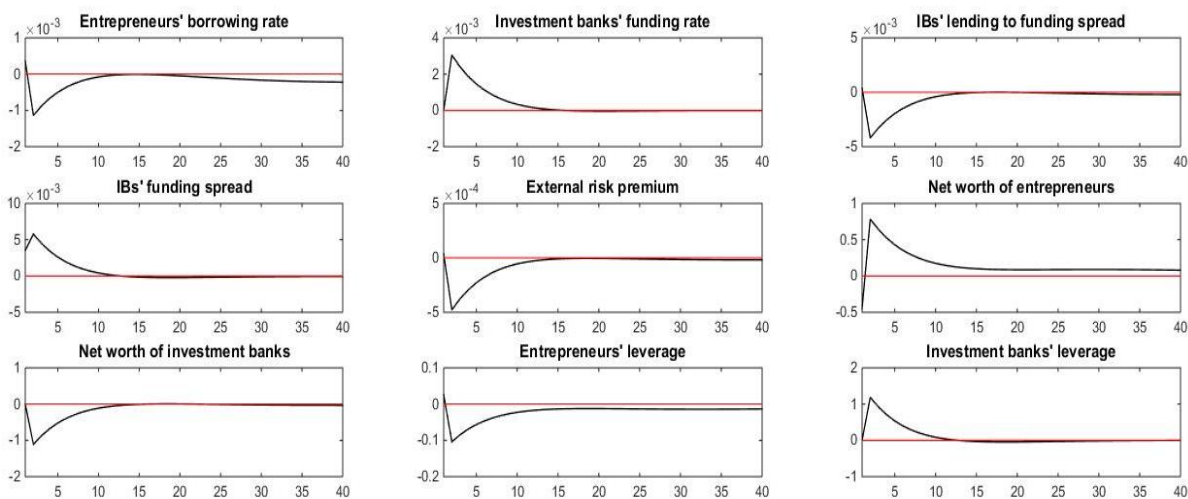 Entrepreneurs' borrowing rate
×10⁻³
1
0
-1
-2
5 10 15 20 25 30 35 40
Investment banks' funding rate
×10⁻³
4
2
0
-2
5 10 15 20 25 30 35 40
IBs' lending to funding spread
×10⁻³
5
0
-5
5 10 15 20 25 30 35 40
IBs' funding spread
×10⁻³
10
5
0
-5
5 10 15 20 25 30 35 40
External risk premium
×10⁻⁴
5
0
-5
5 10 15 20 25 30 35 40
Net worth of entrepreneurs
1
0.5
0
-0.5
5 10 15 20 25 30 35 40
Net worth of investment banks
1
0
-1
-2
5 10 15 20 25 30 35 40
Entrepreneurs' leverage
0.1
0
-0.1
-0.2
5 10 15 20 25 30 35 40
Investment banks' leverage
2
1
0
-1
5 10 15 20 25 30 35 40